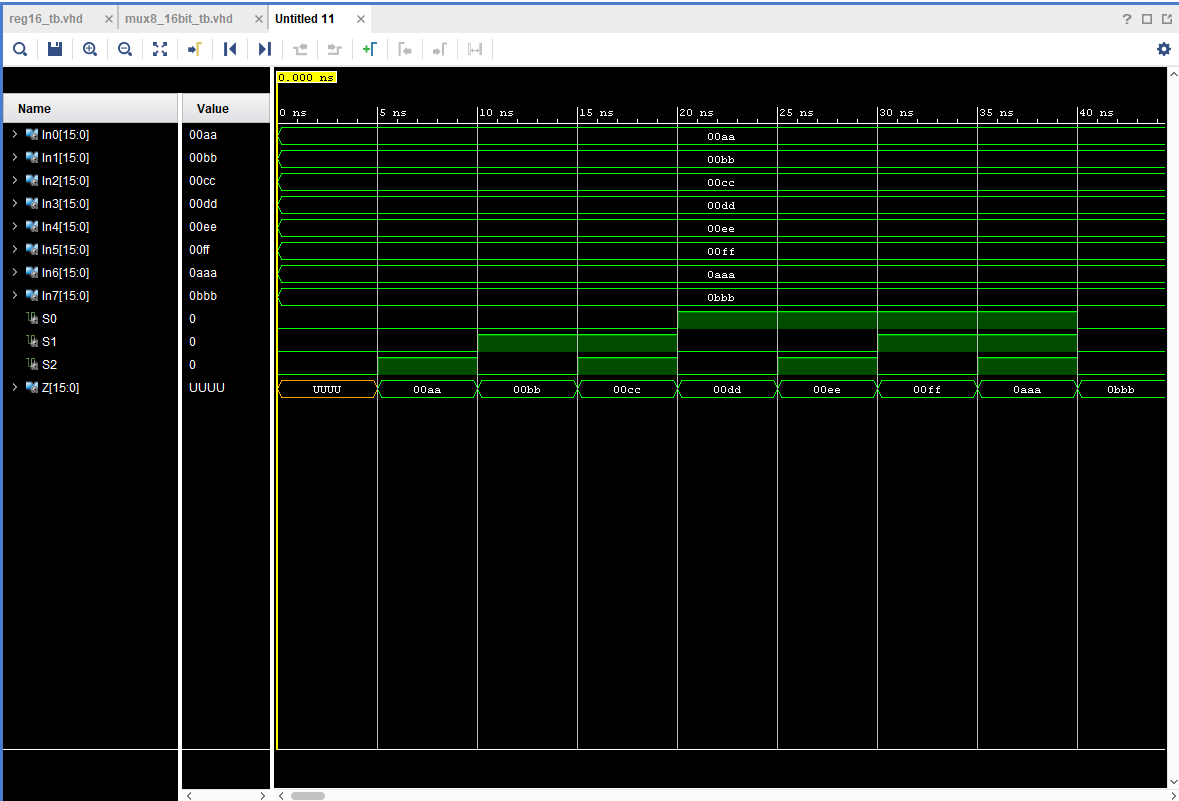 reg16_tb.vhd × mux8_16bit_tb.vhd × Untitled 11 × ?
0.000 ns
Name Value 0 ns 5 ns 10 ns 15 ns 20 ns 25 ns 30 ns 35 ns 40 ns
In0[15:0] 00aa 00aa
In1[15:0] 00bb 00bb
In2[15:0] 00cc 00cc
In3[15:0] 00dd 00dd
In4[15:0] 00ee 00ee
In5[15:0] 00ff 00ff
In6[15:0] 0aaa 0aaa
In7[15:0] 0bbb 0bbb
S0 0
S1 0
S2 0
Z[15:0] UUUU UUUU 00aa 00bb 00cc 00dd 00ee 00ff 0aaa 0bbb